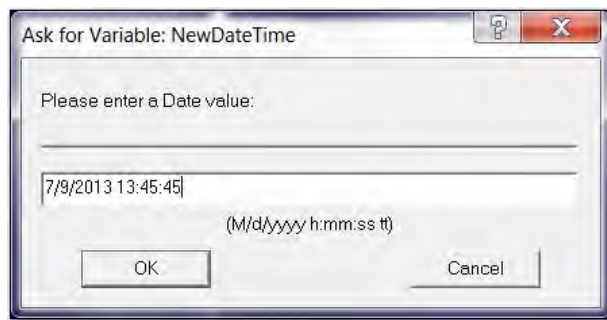 Ask for Variable: NewDateTime
Please enter a Date value:
7/9/2013 13:45:45
(M/d/yyyy h:mm:ss tt)
OK Cancel